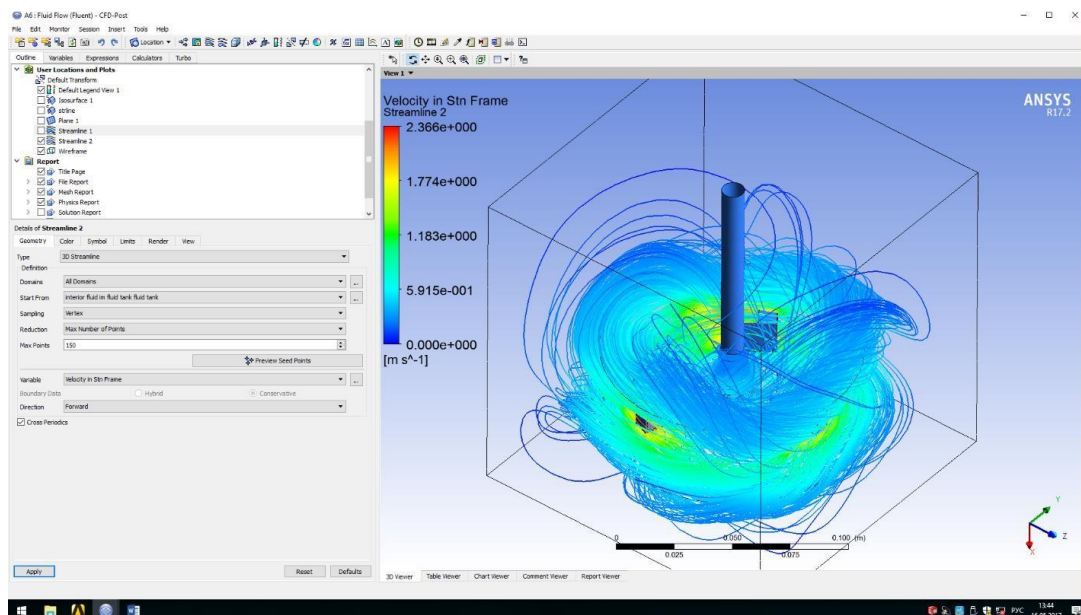 A6 : Fluid Flow (Fluent) - CFD-Post
File Edit Monitor Session Insert Tools Help
Location
Outline Variables Expressions Calculators Turbo
User Locations and Plots
Default Transform
Default Legend View 1
Isosurface 1
strline
Plane 1
Streamline 1
Streamline 2
Wireframe
Report
Title Page
File Report
Mesh Report
Physics Report
Solution Report
Details of Streamline 2
Geometry Color Symbol Limits Render View
Type 3D Streamline
Definition
Domains All Domains ...
Start From interior fluid im fluid tank fluid tank ...
Sampling Vertex
Reduction Max Number of Points
Max Points 150
Preview Seed Points
Variable Velocity in Stn Frame ...
Boundary Data Hybrid Conservative
Direction Forward
Cross Periodics
Apply Reset Defaults
View 1
Velocity in Stn Frame
Streamline 2
2.366e+000
1.774e+000
1.183e+000
5.915e-001
0.000e+000
[m s^-1]
ANSYS
R17.2
0 0.050 0.100 (m)
0.025 0.075
Y
Z
X
3D Viewer Table Viewer Chart Viewer Comment Viewer Report Viewer
РУС
13:44